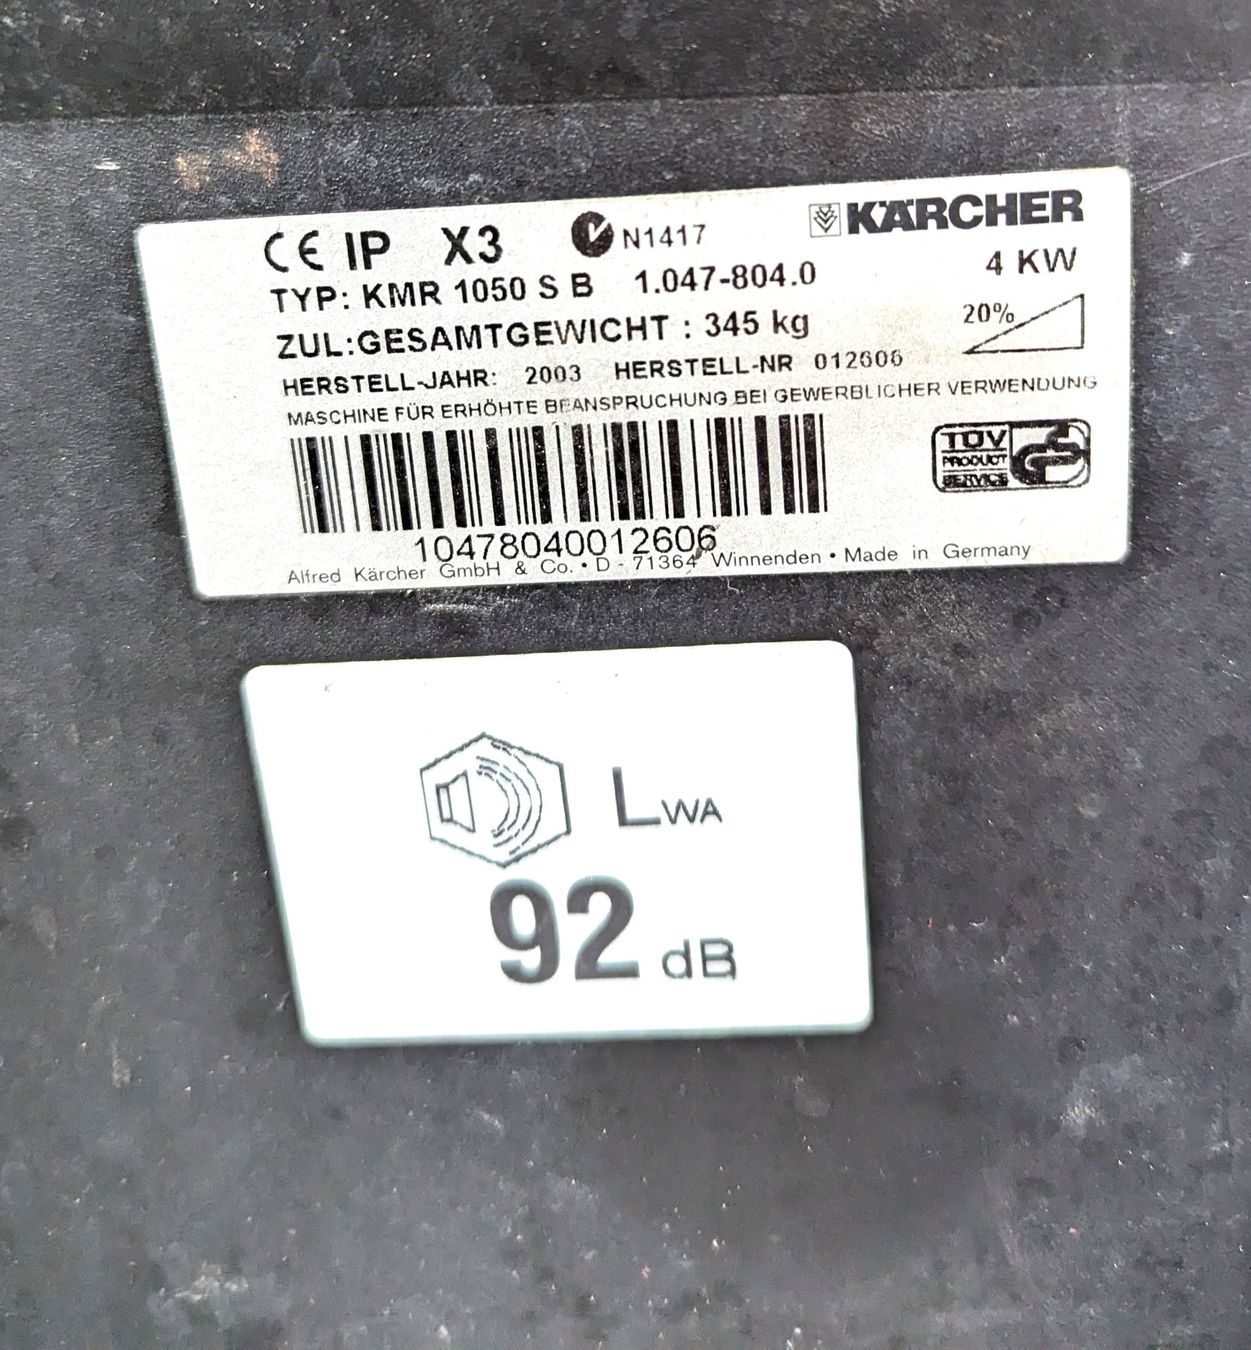 CE IP X3 N1417 KÄRCHER
TYP: KMR 1050 S B 1.047-804.0 4 KW
ZUL:GESAMTGEWICHT : 345 kg 20%
HERSTELL-JAHR: 2003 HERSTELL-NR 012606
MASCHINE FÜR ERHÖHTE BEANSPRUCHUNG BEI GEWERBLICHER VERWENDUNG
TÜV
PRODUCT
SERVICE
10478040012606
Alfred Kärcher GmbH & Co. • D - 71364 Winnenden • Made in Germany
LWA
92 dB